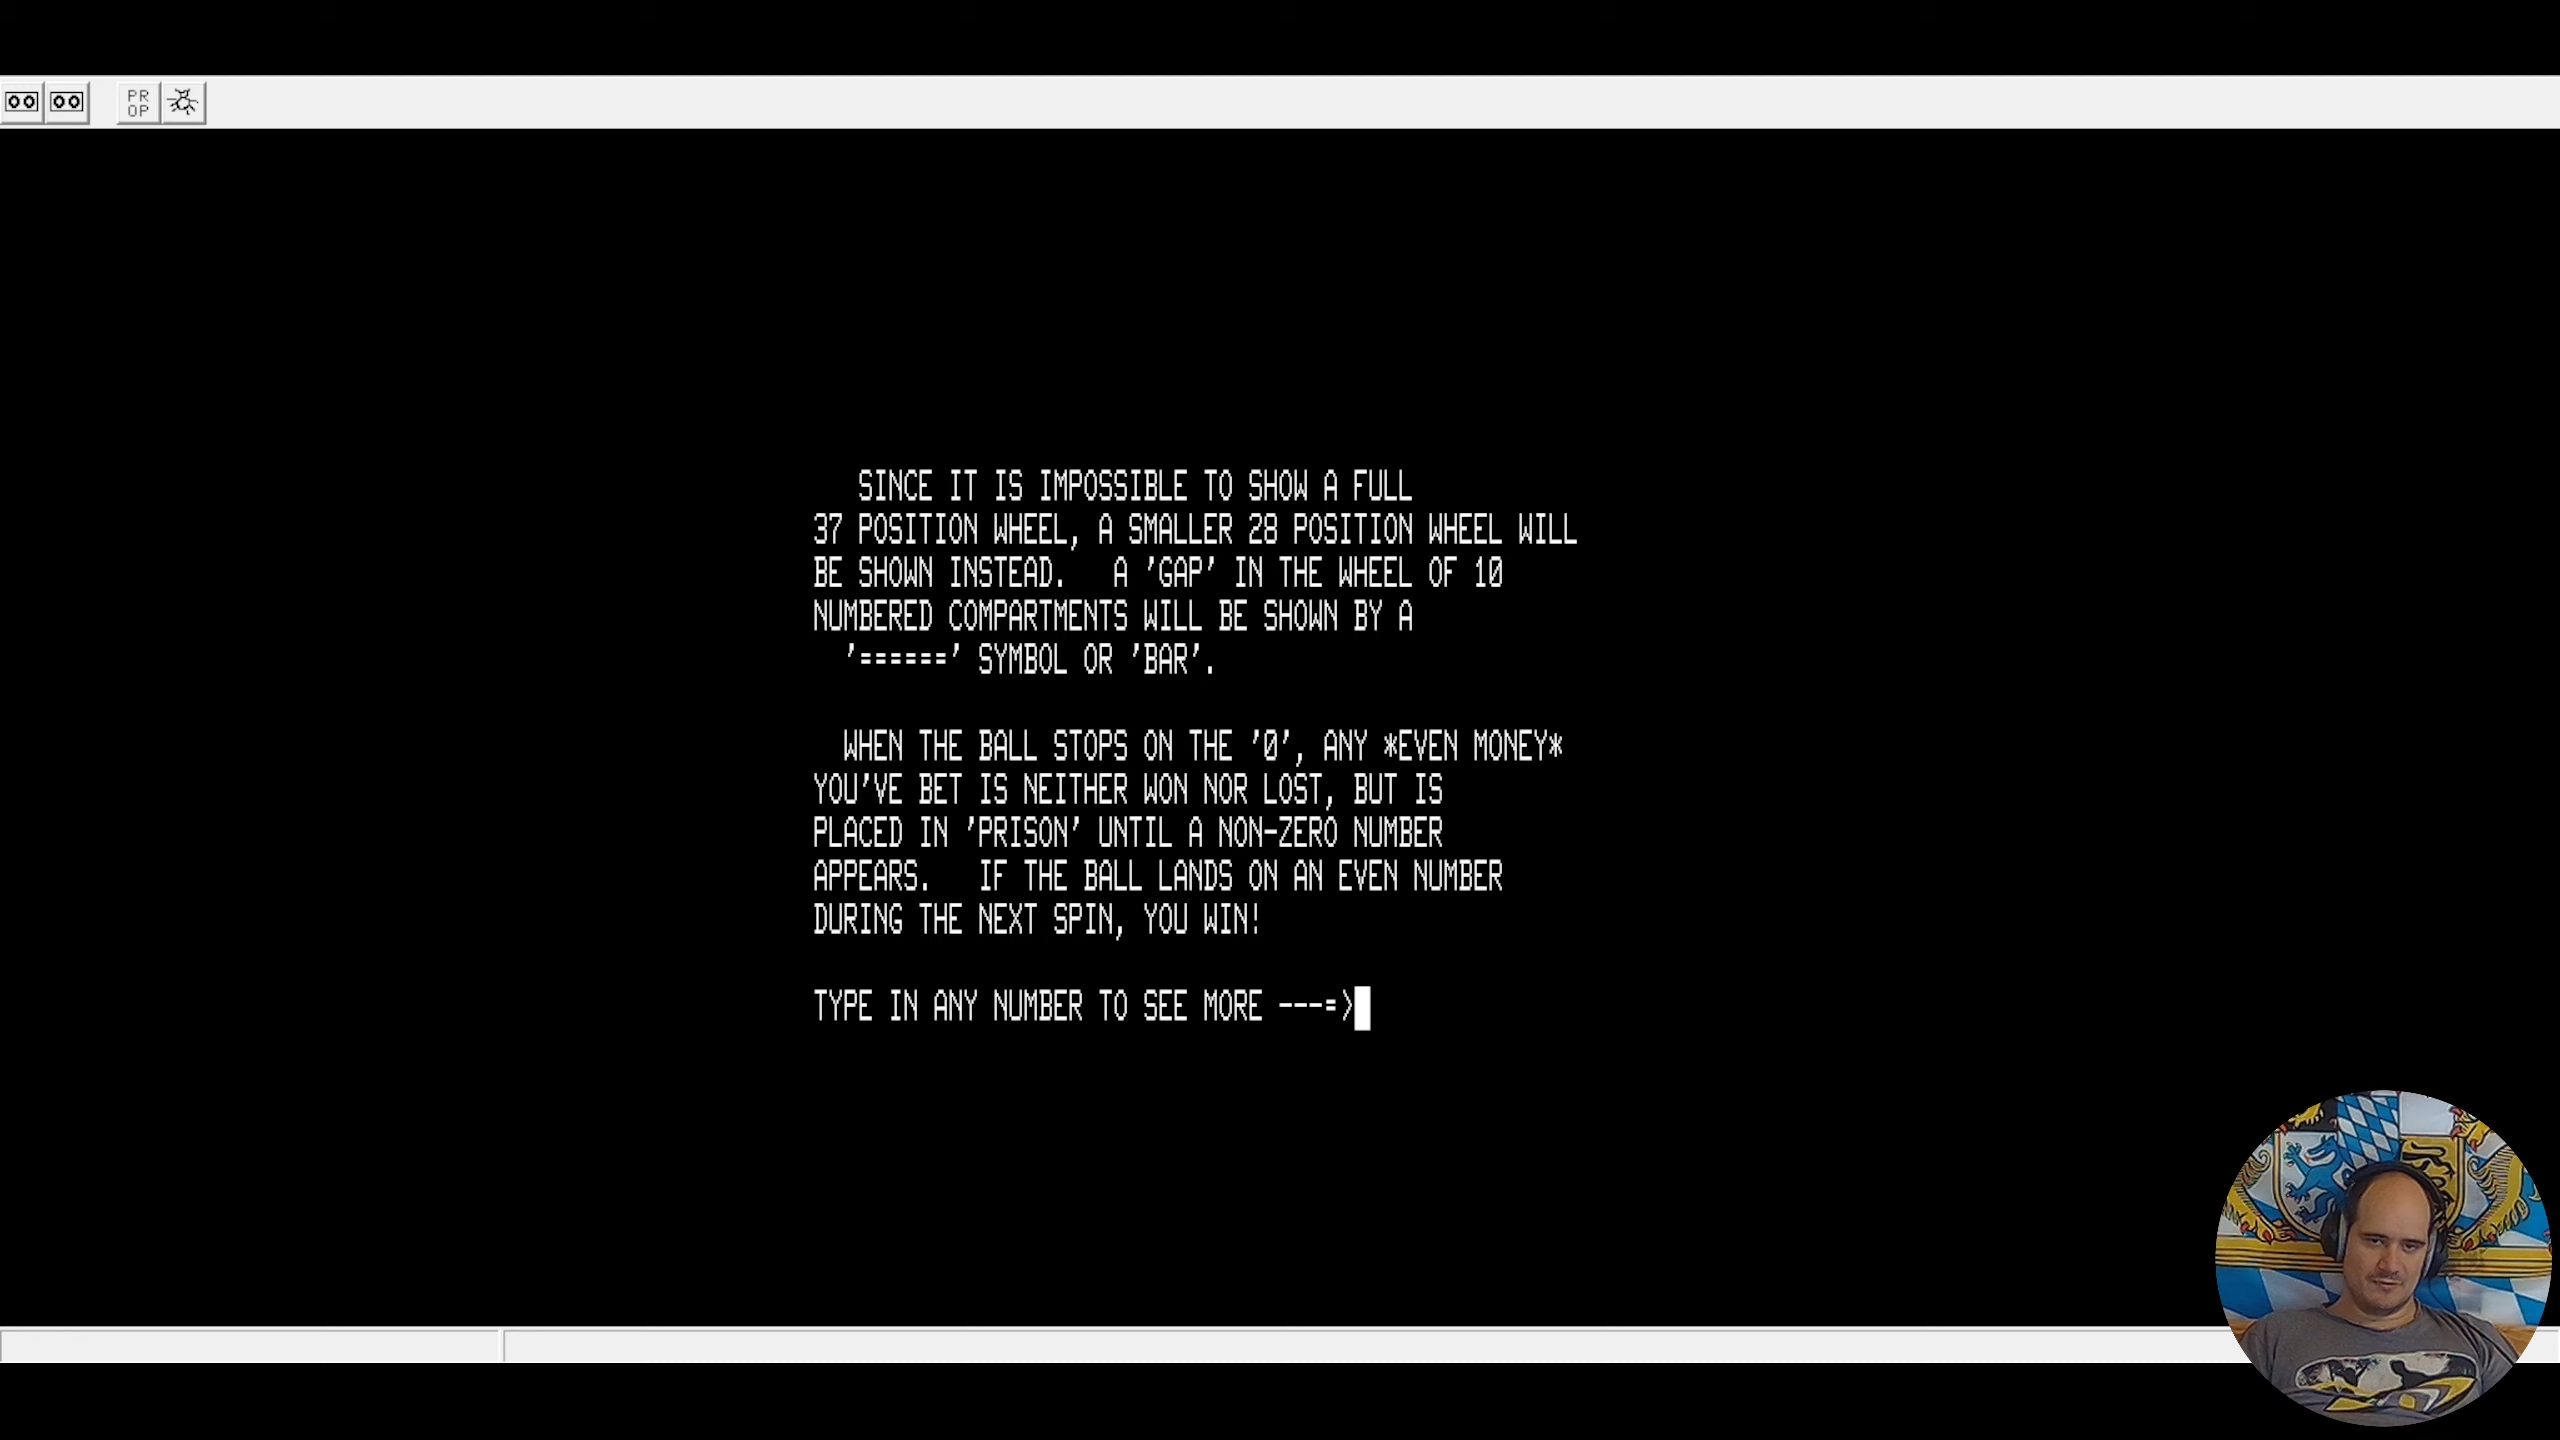 PR
OP
SINCE IT IS IMPOSSIBLE TO SHOW A FULL
37 POSITION WHEEL, A SMALLER 28 POSITION WHEEL WILL
BE SHOWN INSTEAD.   A 'GAP' IN THE WHEEL OF 10
NUMBERED COMPARTMENTS WILL BE SHOWN BY A
'======' SYMBOL OR 'BAR'.
WHEN THE BALL STOPS ON THE '0', ANY *EVEN MONEY*
YOU'VE BET IS NEITHER WON NOR LOST, BUT IS
PLACED IN 'PRISON' UNTIL A NON-ZERO NUMBER
APPEARS.   IF THE BALL LANDS ON AN EVEN NUMBER
DURING THE NEXT SPIN, YOU WIN!
TYPE IN ANY NUMBER TO SEE MORE ---=>